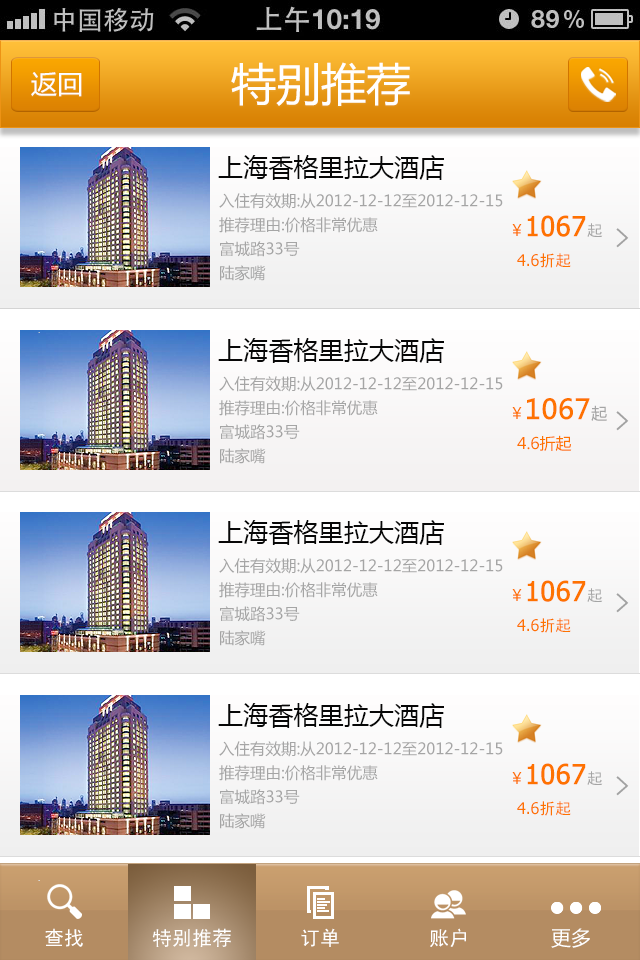 中国移动 上午10:19 89%
返回 特别推荐
上海香格里拉大酒店
入住有效期:从2012-12-12至2012-12-15
推荐理由:价格非常优惠
¥1067起
富城路33号
4.6折起
陆家嘴
上海香格里拉大酒店
入住有效期:从2012-12-12至2012-12-15
推荐理由:价格非常优惠
¥1067起
富城路33号
4.6折起
陆家嘴
上海香格里拉大酒店
入住有效期:从2012-12-12至2012-12-15
推荐理由:价格非常优惠
¥1067起
富城路33号
4.6折起
陆家嘴
上海香格里拉大酒店
入住有效期:从2012-12-12至2012-12-15
推荐理由:价格非常优惠
¥1067起
富城路33号
4.6折起
陆家嘴
查找 特别推荐 订单 账户 更多